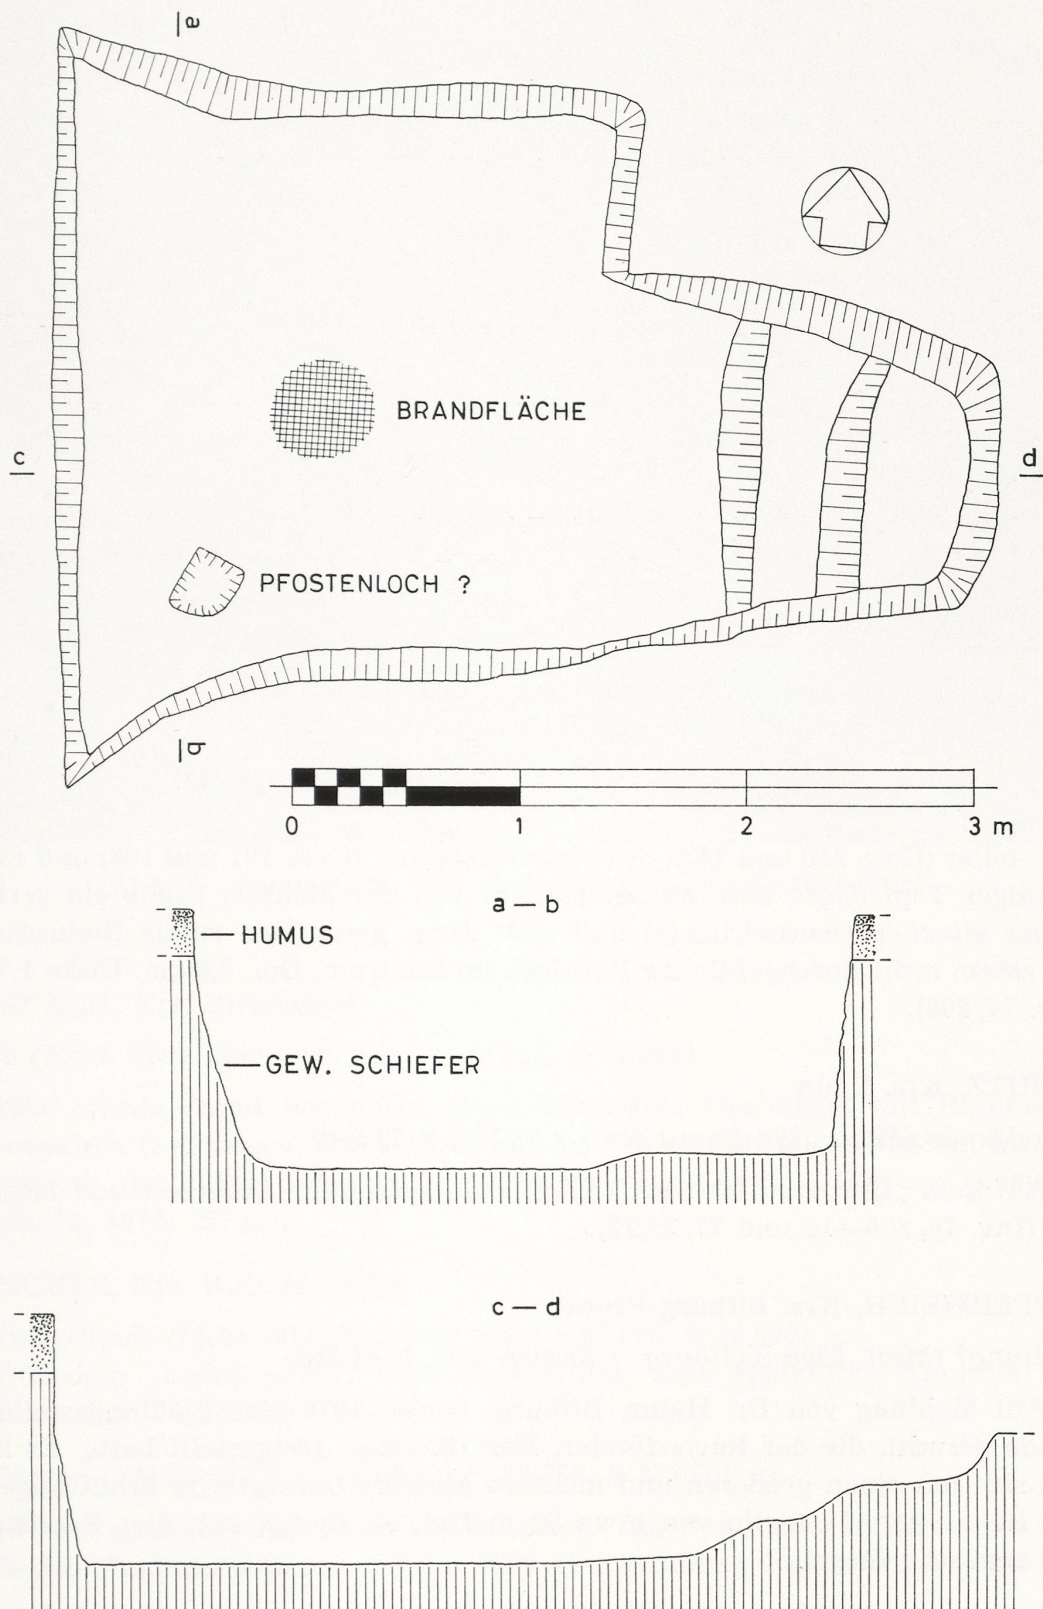 a
BRANDFLÄCHE
c
d
PFOSTENLOCH ?
b
0 1 2 3 m
a — b
HUMUS
GEW. SCHIEFER
c — d